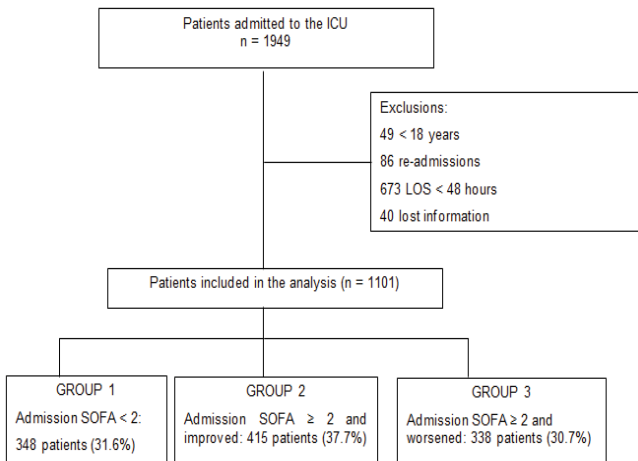 Patients admitted to the ICU
n = 1949
Exclusions:
49 < 18 years
86 re-admissions
673 LOS < 48 hours
40 lost information
Patients included in the analysis (n = 1101)
GROUP 1
Admission SOFA < 2:
348 patients (31.6%)
GROUP 2
Admission SOFA ≥ 2 and
improved: 415 patients (37.7%)
GROUP 3
Admission SOFA ≥ 2 and
worsened: 338 patients (30.7%)